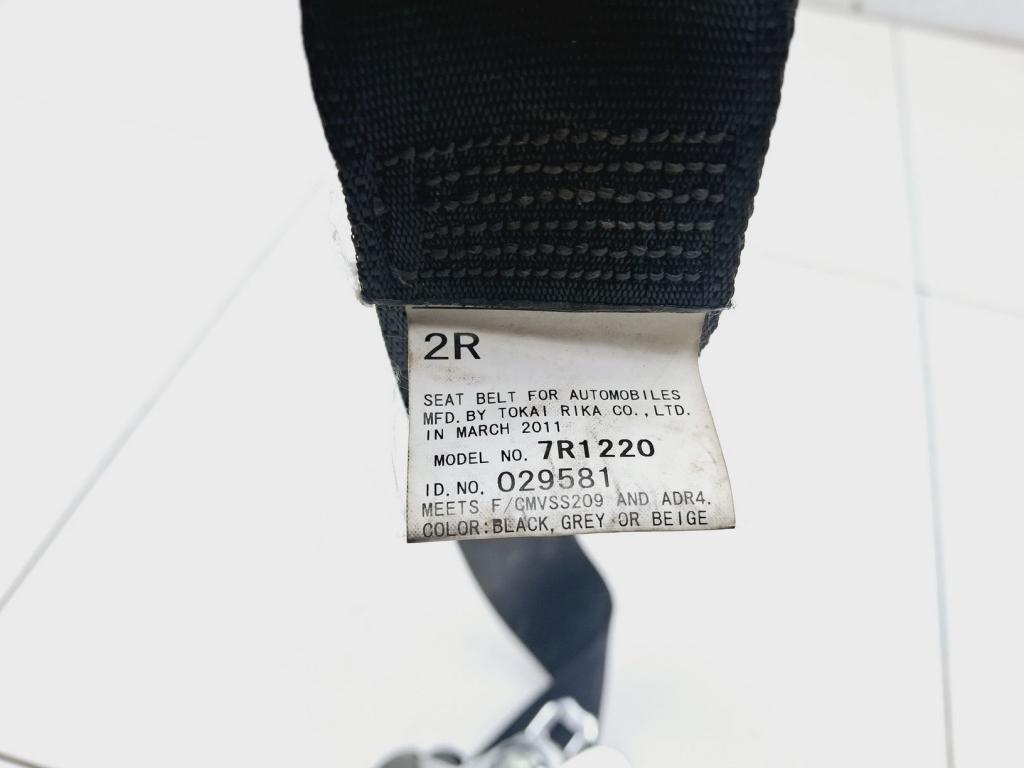 2R
SEAT BELT FOR AUTOMOBILES
MFD. BY TOKAI RIKA CO., LTD.
IN MARCH 2011
MODEL NO. 7R1220
ID. NO. 029581
MEETS F/CMVSS209 AND ADR4.
COLOR:BLACK, GREY OR BEIGE